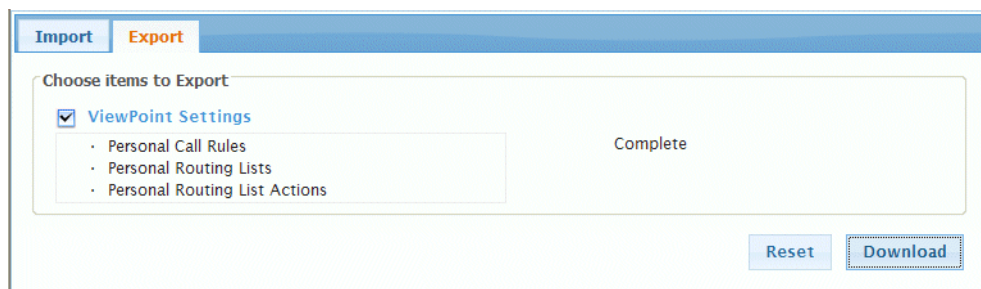 Import Export
Choose items to Export
ViewPoint Settings
· Personal Call Rules
· Personal Routing Lists
· Personal Routing List Actions
Complete
Reset Download